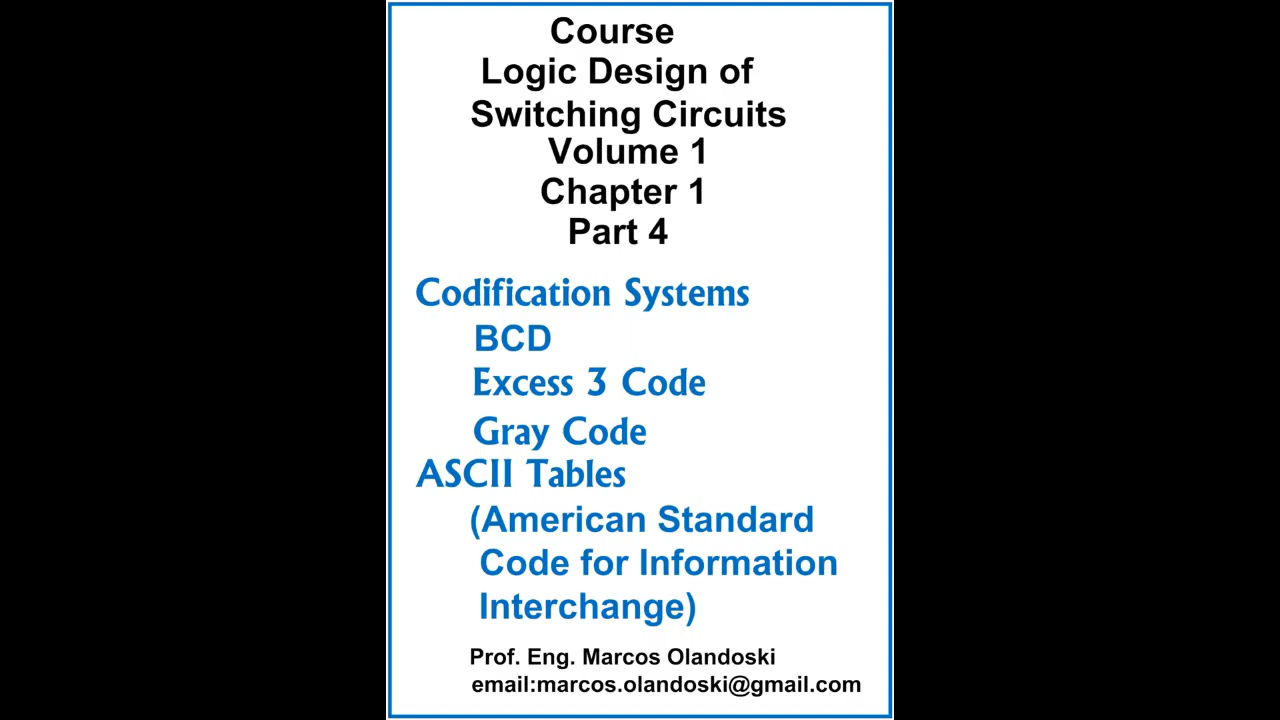 Course
Logic Design of
Switching Circuits
Volume 1
Chapter 1
Part 4
Codification Systems
BCD
Excess 3 Code
Gray Code
ASCII Tables
(American Standard
Code for Information
Interchange)
Prof. Eng. Marcos Olandoski
email:marcos.olandoski@gmail.com